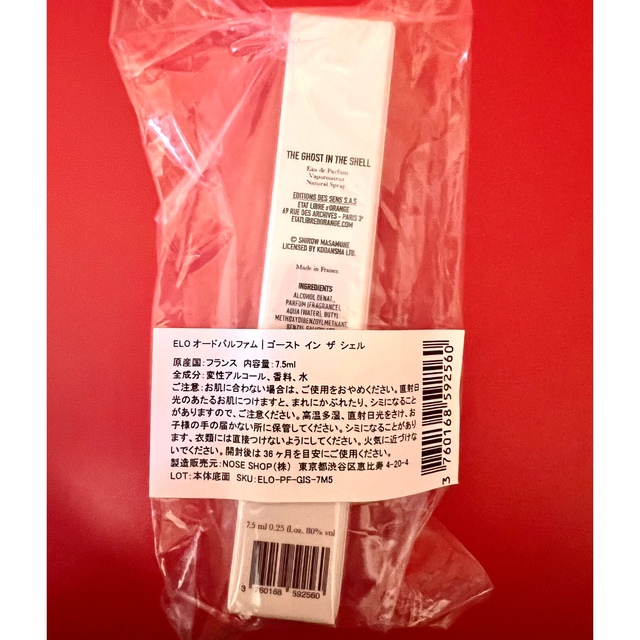 THE GHOST IN THE SHELL
Eau de Parfum
Vaporisateur
Natural Spray
EDITIONS DES SENS S.A.S
ETAT LIBRE d'ORANGE
69 RUE DES ARCHIVES - PARIS 3ᵉ
ETATLIBREDORANGE.COM
© SHIROW MASAMUNE
LICENSED BY KODANSHA LTD.
Made in France
INGREDIENTS
ALCOHOL DENAT.,
PARFUM (FRAGRANCE),
AQUA (WATER), BUTYL
METHOXYDIBENZOYLMETHANE,
ELO オードパルファム | ゴースト イン ザ シェル
原産国:フランス 内容量:7.5ml
全成分:変性アルコール、香料、水
ご注意:お肌に合わない場合は、ご使用をおやめください。直射日
光のあたるお肌につけますと、まれにかぶれたり、シミになること
がありますので、ご注意ください。高温多湿、直射日光をさけ、お
子様の手の届かない所に保管してください。シミになることがあり
ます、衣類には直接つけないようにしてください。火気に近づけな
いでください。開封後は 36 ヶ月を目安にご使用ください。
製造販売元:NOSE SHOP(株) 東京都渋谷区恵比寿 4-20-4
LOT:本体底面 SKU:ELO-PF-GIS-7M5
3 760168 592560
7.5 ml 0.25 fl.oz. 80% vol
3 760168 592560